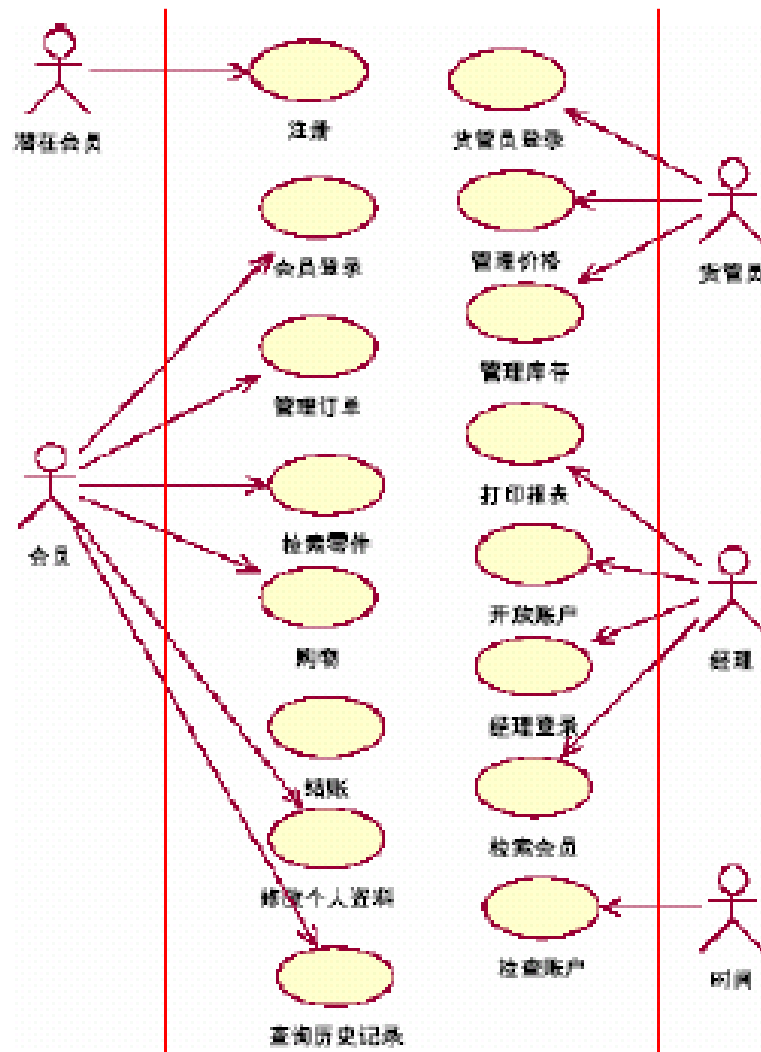 潜在会员
注册
货管员登录
会员登录
管理价格
货管员
管理库存
管理订单
打印报表
检索零件
会员
开放账户
购物
经理
经理登录
结账
检索会员
修改个人资料
检查账户
时间
查询历史记录